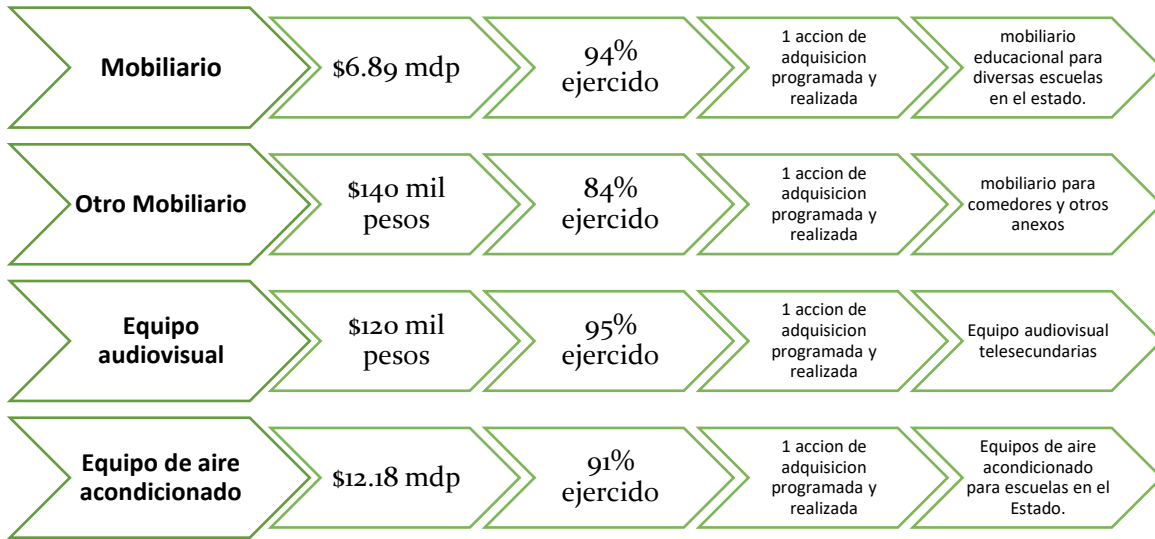 Mobiliario
$6.89 mdp
94%
ejercido
1 accion de
adquisicion
programada y
realizada
mobiliario
educacional para
diversas escuelas
en el estado.
Otro Mobiliario
$140 mil
pesos
84%
ejercido
1 accion de
adquisicion
programada y
realizada
mobiliario para
comedores y otros
anexos
Equipo
audiovisual
$120 mil
pesos
95%
ejercido
1 accion de
adquisicion
programada y
realizada
Equipo audiovisual
telesecundarias
Equipo de aire
acondicionado
$12.18 mdp
91%
ejercido
1 accion de
adquisicion
programada y
realizada
Equipos de aire
acondicionado
para escuelas en el
Estado.